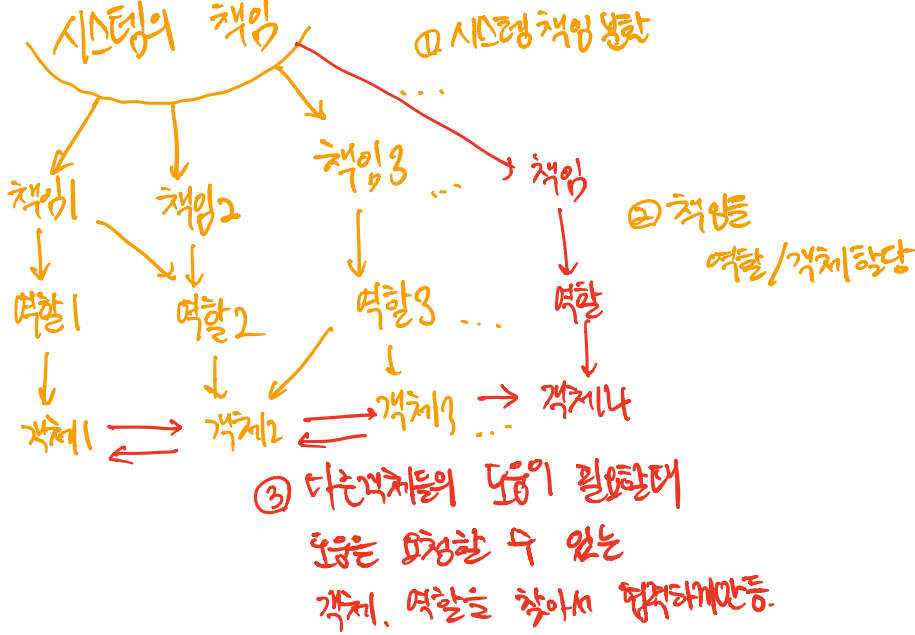 시스템의 책임
① 시스템 책임 분할
...
책임1
책임2
책임3
...
책임
② 책임들
역할/객체 할당
역할1
역할2
역할3
...
역할
객체1
객체2
객체3
...
객체4
③ 다른객체들의 도움이 필요할때
도움은 요청할 수 있는
객체, 역할을 찾아서 협력하게만듬.